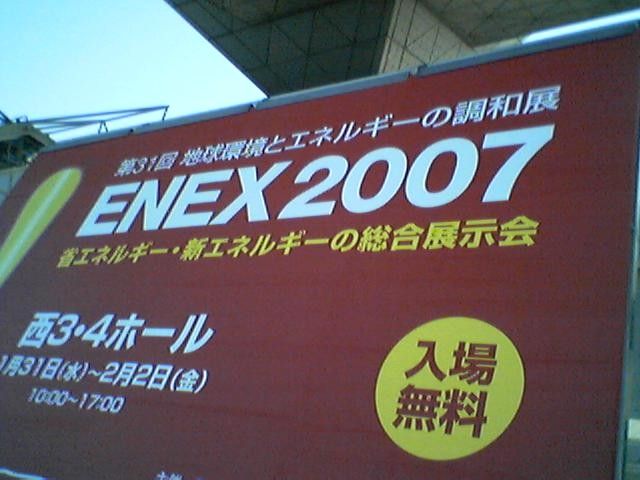 第31回 地球環境とエネルギーの調和展
ENEX2007
省エネルギー・新エネルギーの総合展示会
西3・4ホール
1月31日(水)~2月2日(金)
10:00~17:00
入場
無料